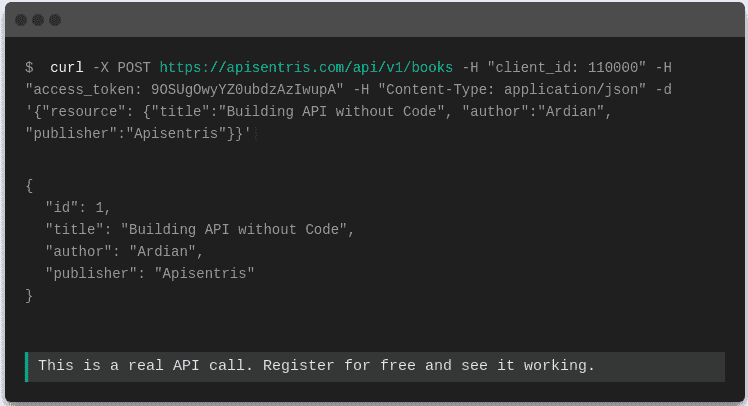 $ curl -X POST https://apisentris.com/api/v1/books -H "client_id: 110000" -H
"access_token: 9OSUgOwyYZ0ubdzAzIwupA" -H "Content-Type: application/json" -d
'{"resource": {"title":"Building API without Code", "author":"Ardian",
"publisher":"Apisentris"}}'
{
"id": 1,
"title": "Building API without Code",
"author": "Ardian",
"publisher": "Apisentris"
}
This is a real API call. Register for free and see it working.